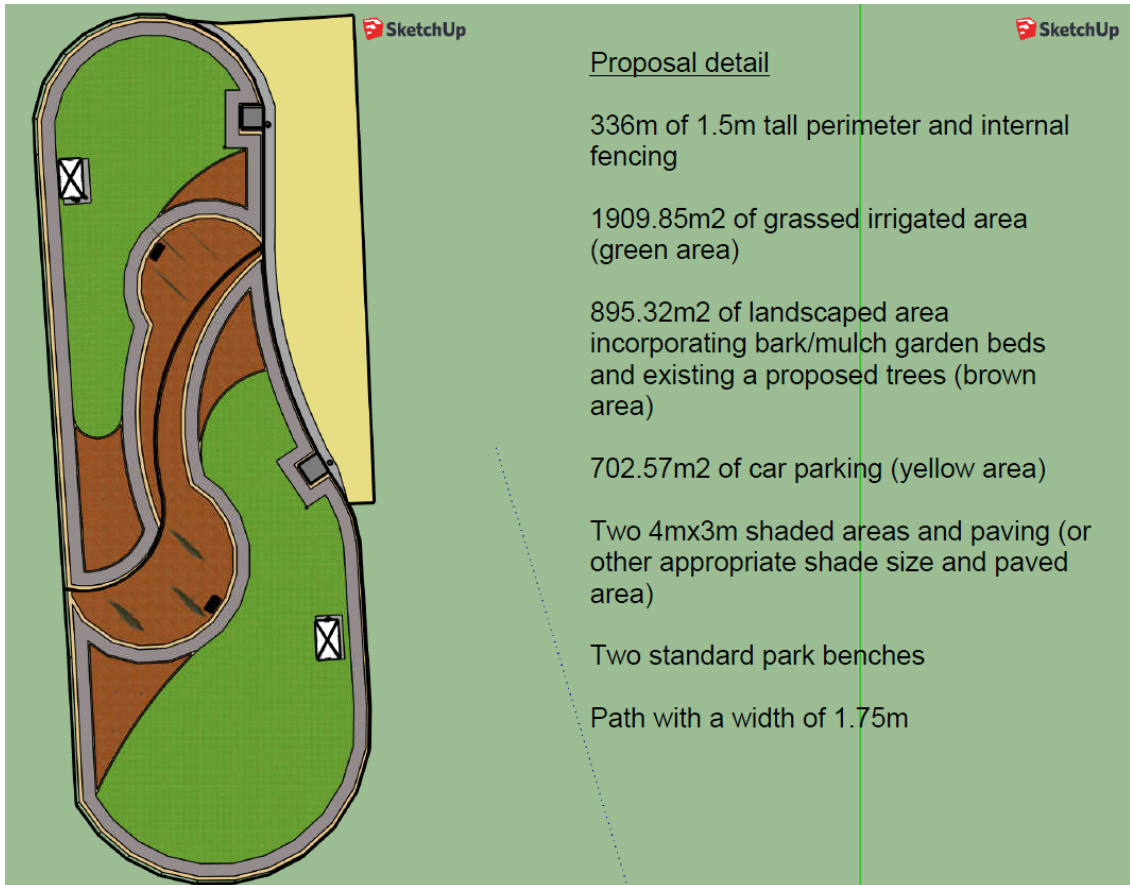 SketchUp
SketchUp
Proposal detail
336m of 1.5m tall perimeter and internal
fencing
1909.85m2 of grassed irrigated area
(green area)
895.32m2 of landscaped area
incorporating bark/mulch garden beds
and existing a proposed trees (brown
area)
702.57m2 of car parking (yellow area)
Two 4mx3m shaded areas and paving (or
other appropriate shade size and paved
area)
Two standard park benches
Path with a width of 1.75m